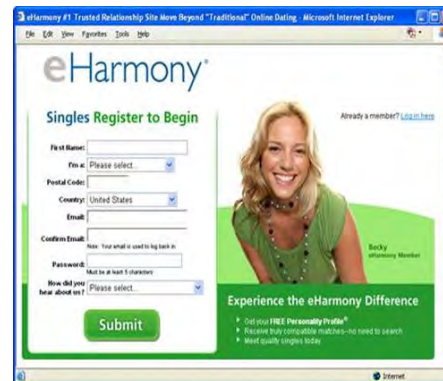 eHarmony #1 Trusted Relationship Site Move Beyond "Traditional" Online Dating - Microsoft Internet Explorer
File Edit View Favorites Tools Help
eHarmony®
Singles Register to Begin
Already a member? Log in here
First Name:
I'm a: Please select...
Postal Code:
Country: United States
Email:
Confirm Email:
Note: Your email is used to log back in
Password:
Must be at least 5 characters
How did you
hear about us? Please select...
Submit
Becky
eHarmony Member
Experience the eHarmony Difference
Get your FREE Personality Profile®
Receive truly compatible matches–no need to search
Meet quality singles today
Internet